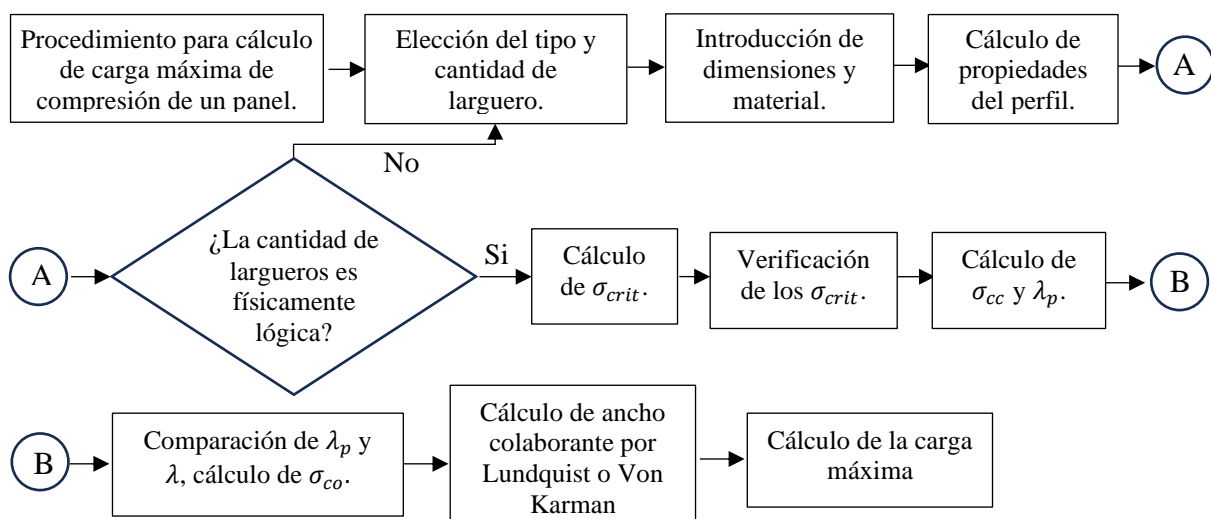 Procedimiento para cálculo
de carga máxima de
compresión de un panel.
Elección del tipo y
cantidad de
larguero.
Introducción de
dimensiones y
material.
Cálculo de
propiedades
del perfil.
A
No
A
¿La cantidad de
largueros es
físicamente
lógica?
Si
Cálculo
de σcrit.
Verificación
de los σcrit.
Cálculo de
σcc y λp.
B
B
Comparación de λp y
λ, cálculo de σco.
Cálculo de ancho
colaborante por
Lundquist o Von
Karman
Cálculo de la carga
máxima